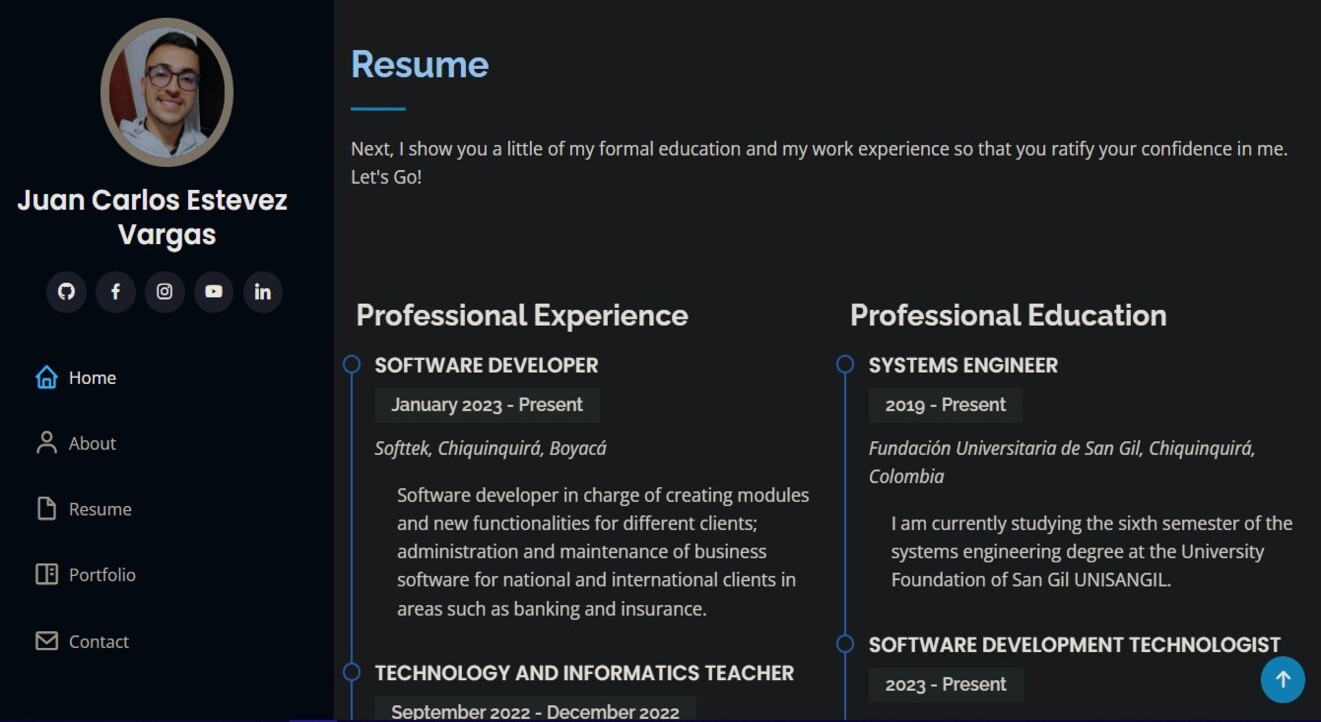 Juan Carlos Estevez
Vargas
Home
About
Resume
Portfolio
Contact
Resume
Next, I show you a little of my formal education and my work experience so that you ratify your confidence in me.
Let's Go!
Professional Experience
SOFTWARE DEVELOPER
January 2023 - Present
Softtek, Chiquinquirá, Boyacá
Software developer in charge of creating modules
and new functionalities for different clients;
administration and maintenance of business
software for national and international clients in
areas such as banking and insurance.
TECHNOLOGY AND INFORMATICS TEACHER
September 2022 - December 2022
Professional Education
SYSTEMS ENGINEER
2019 - Present
Fundación Universitaria de San Gil, Chiquinquirá,
Colombia
I am currently studying the sixth semester of the
systems engineering degree at the University
Foundation of San Gil UNISANGIL.
SOFTWARE DEVELOPMENT TECHNOLOGIST
2023 - Present